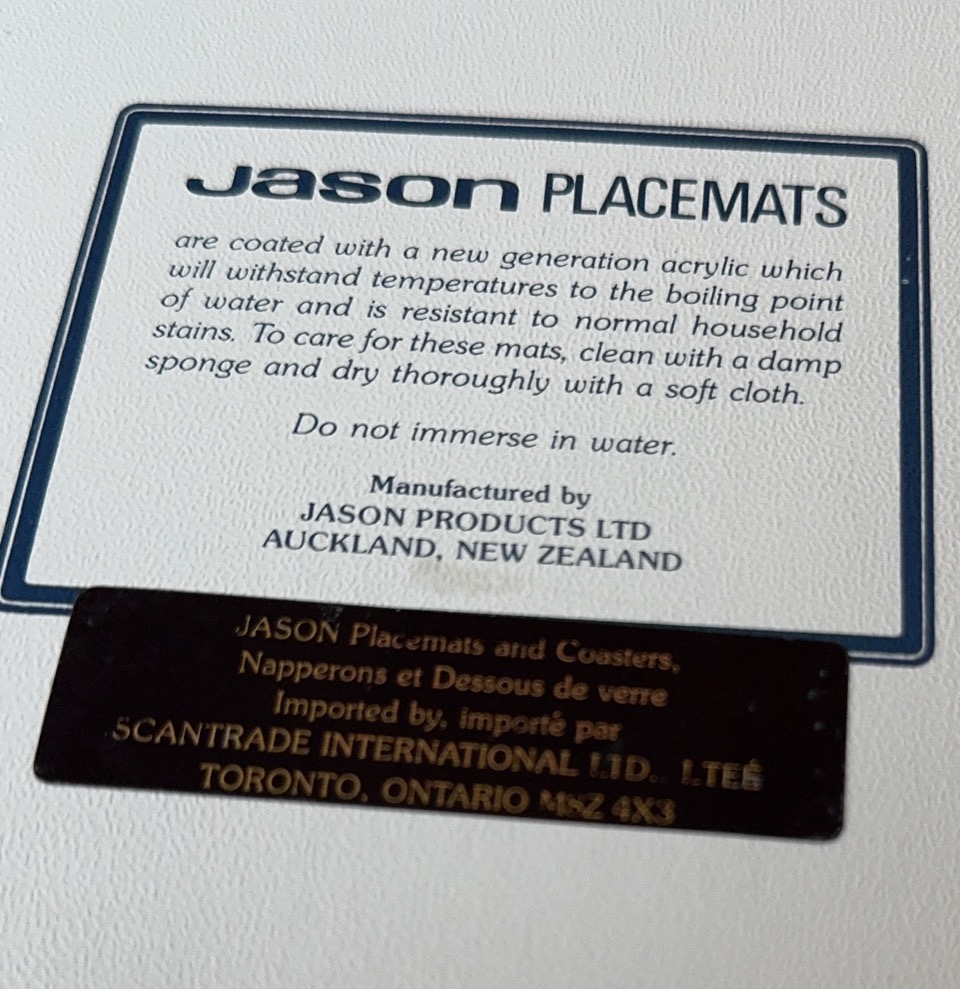 Jason PLACEMATS
are coated with a new generation acrylic which
will withstand temperatures to the boiling point
of water and is resistant to normal household
stains. To care for these mats, clean with a damp
sponge and dry thoroughly with a soft cloth.
Do not immerse in water.
Manufactured by
JASON PRODUCTS LTD
AUCKLAND, NEW ZEALAND
JASON Placemats and Coasters,
Napperons et Dessous de verre
Imported by, importé par
SCANTRADE INTERNATIONAL LTD., LTEÉ
TORONTO, ONTARIO M8Z 4X3